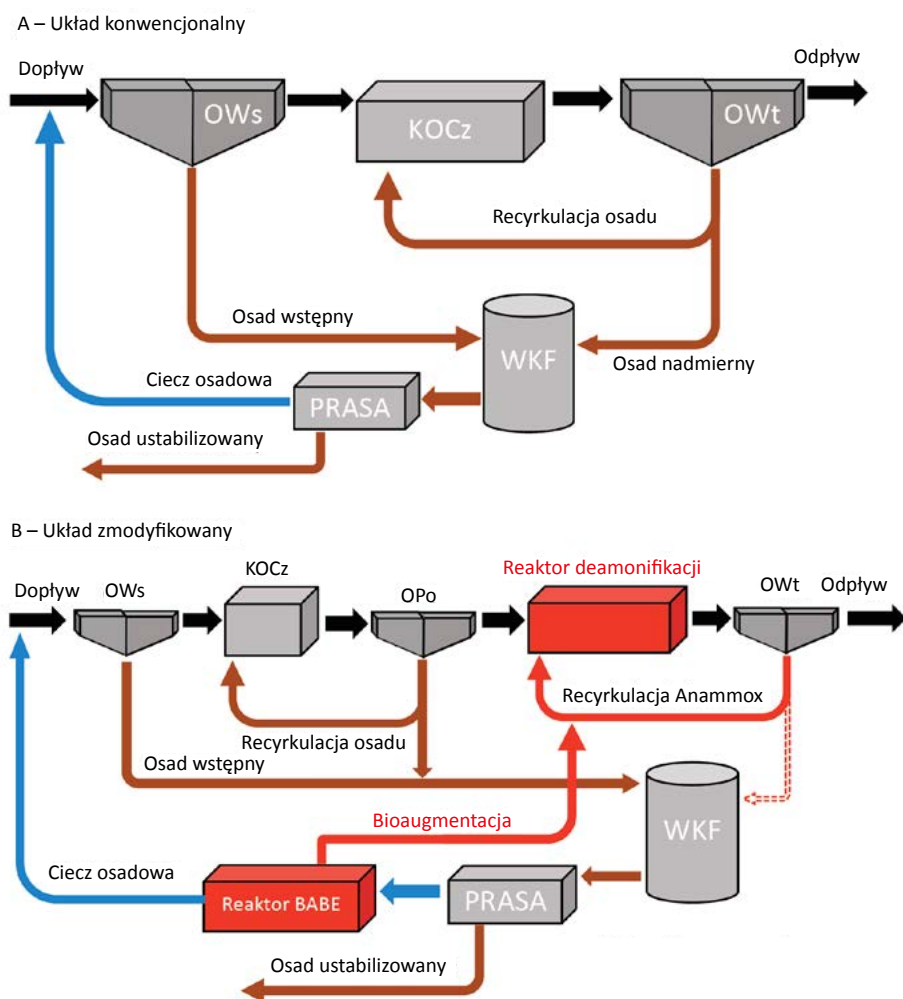 A – Układ konwencjonalny
Dopływ
Odpływ
OWs
KOCz
OWt
Recyrkulacja osadu
Osad wstępny
WKF
Osad nadmierny
Ciecz osadowa
PRASA
Osad ustabilizowany
B – Układ zmodyfikowany
Dopływ
OWs
KOCz
OPo
Reaktor deamonifikacji
OWt
Odpływ
Recyrkulacja Anammox
Recyrkulacja osadu
Osad wstępny
Bioaugmentacja
WKF
Ciecz osadowa
Reaktor BABE
PRASA
Osad ustabilizowany